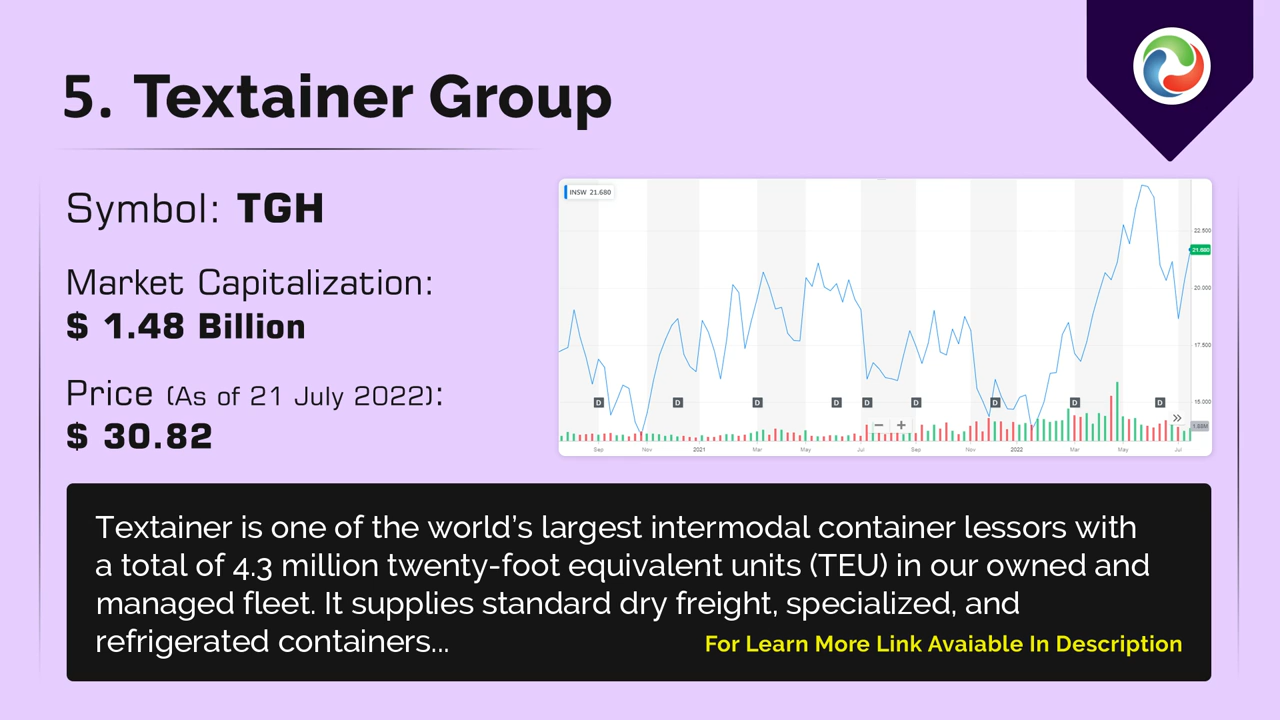 5. Textainer Group
Symbol: TGH
Market Capitalization:
$ 1.48 Billion
Price (As of 21 July 2022):
$ 30.82
INSW 21.680
22.500
21.680
20.000
17.500
15.000
D D D D D D D D D
1.88M
Sep Nov 2021 Mar May Jul Sep Nov 2022 Mar May Jul
Textainer is one of the world's largest intermodal container lessors with
a total of 4.3 million twenty-foot equivalent units (TEU) in our owned and
managed fleet. It supplies standard dry freight, specialized, and
refrigerated containers...
For Learn More Link Avaiable In Description